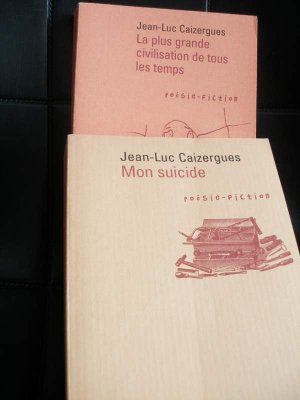 Jean-Luc Caizergues
La plus grande
civilisation de tous
les temps
poésie-fiction
Jean-Luc Caizergues
Mon suicide
poésie-fiction